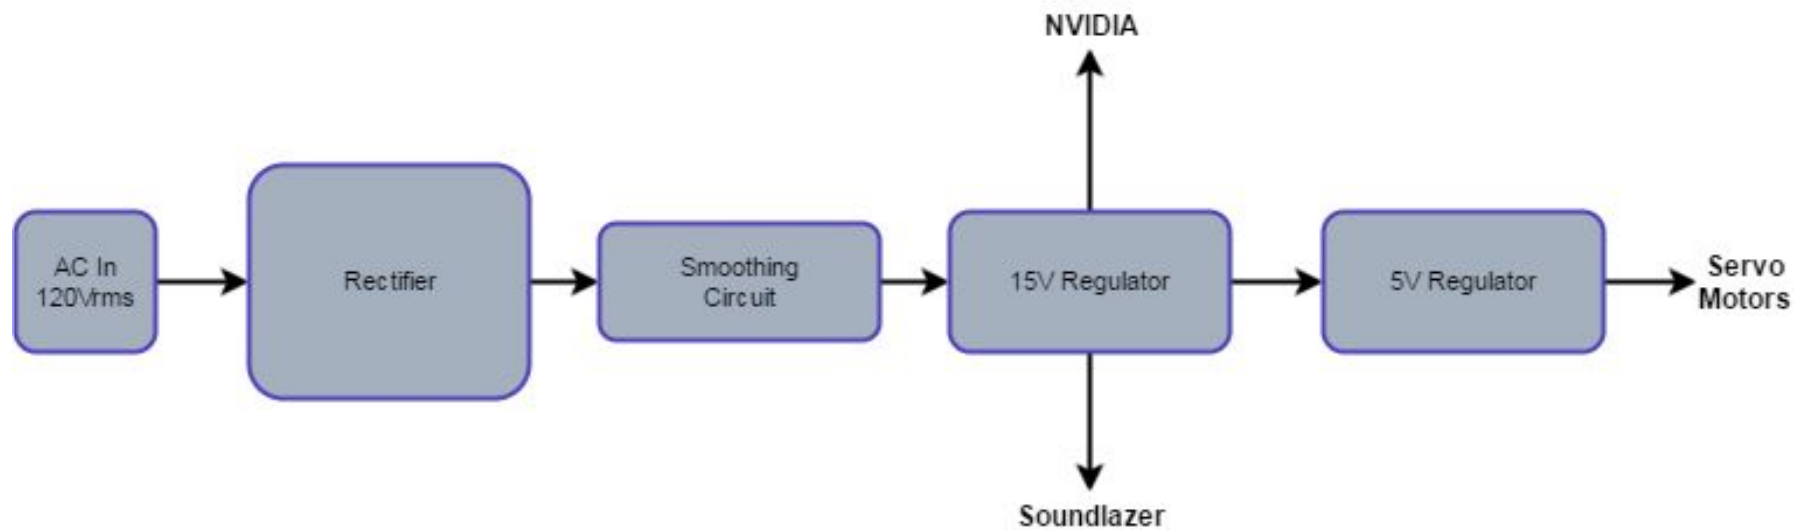 NVIDIA
AC In
120Vrms
Rectifier
Smoothing
Circuit
15V Regulator
5V Regulator
Servo
Motors
Soundlazer